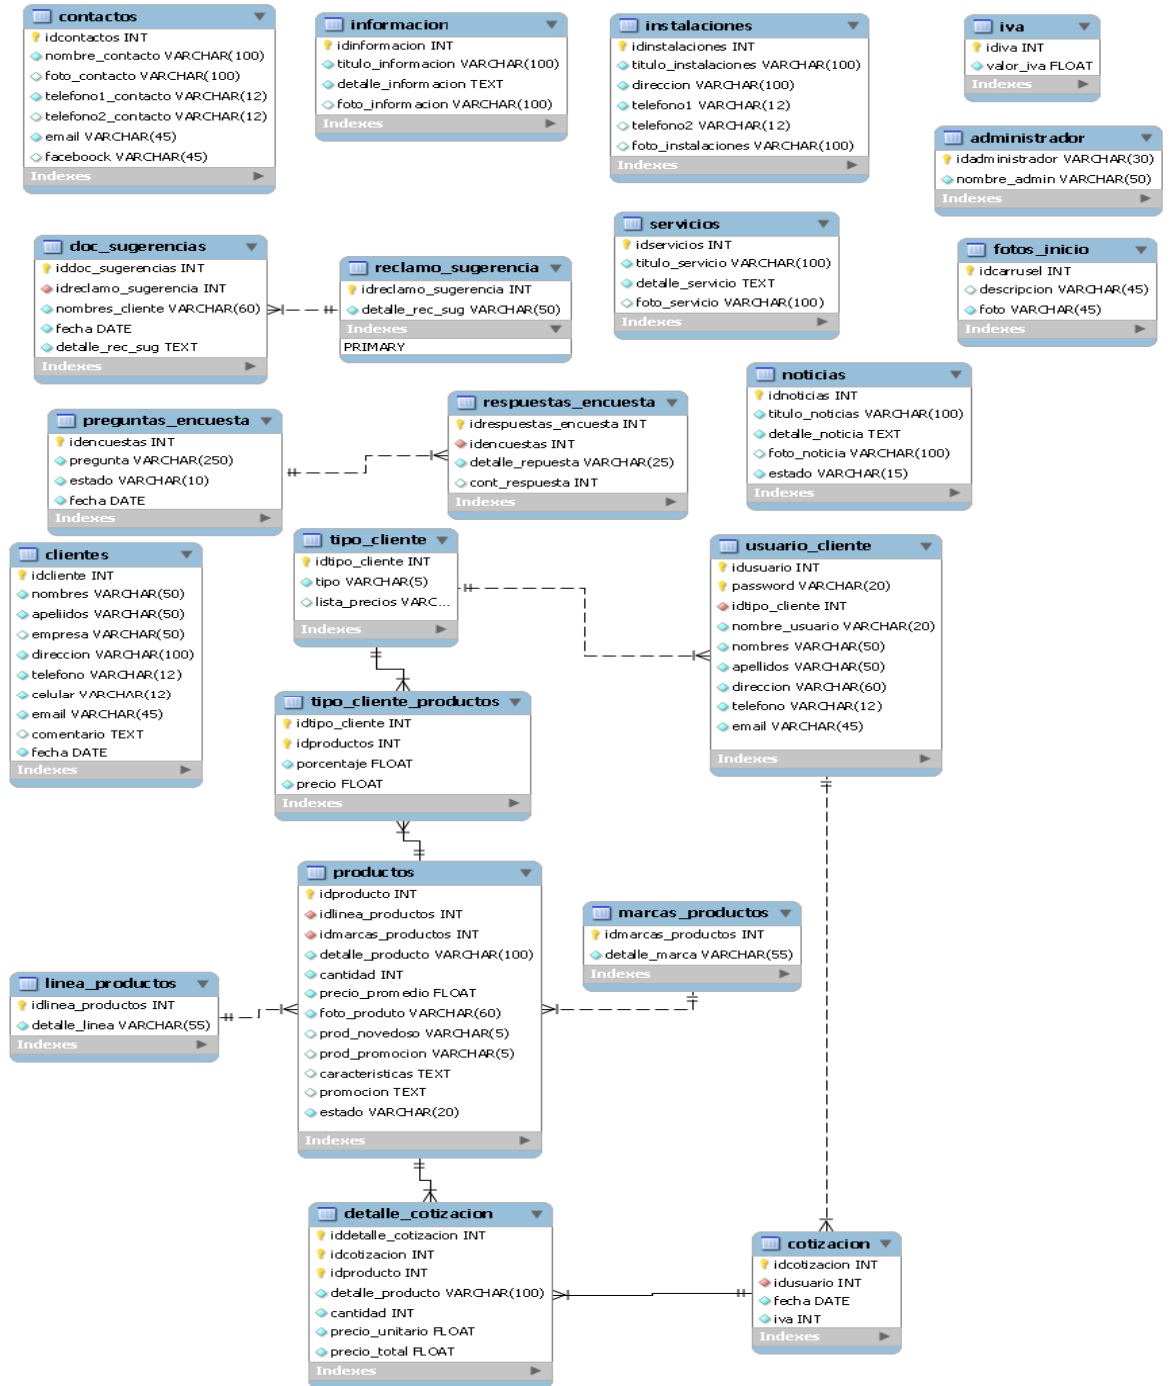 contactos
idcontactos INT
nombre_contacto VARCHAR(100)
foto_contacto VARCHAR(100)
telefono1_contacto VARCHAR(12)
telefono2_contacto VARCHAR(12)
email VARCHAR(45)
faceboock VARCHAR(45)
Indexes
informacion
idinformacion INT
titulo_informacion VARCHAR(100)
detalle_informacion TEXT
foto_informacion VARCHAR(100)
Indexes
instalaciones
idinstalaciones INT
titulo_instalaciones VARCHAR(100)
direccion VARCHAR(100)
telefono1 VARCHAR(12)
telefono2 VARCHAR(12)
foto_instalaciones VARCHAR(100)
Indexes
iva
idiva INT
valor_iva FLOAT
Indexes
administrador
idadministrador VARCHAR(30)
nombre_admin VARCHAR(50)
Indexes
doc_sugerencias
iddoc_sugerencias INT
idreclamo_sugerencia INT
nombres_cliente VARCHAR(60)
fecha DATE
detalle_rec_sug TEXT
Indexes
reclamo_sugerencia
idreclamo_sugerencia INT
detalle_rec_sug VARCHAR(50)
Indexes
PRIMARY
servicios
idservicios INT
titulo_servicio VARCHAR(100)
detalle_servicio TEXT
foto_servicio VARCHAR(100)
Indexes
fotos_inicio
idcarrusel INT
descripcion VARCHAR(45)
foto VARCHAR(45)
Indexes
preguntas_encuesta
idencuestas INT
pregunta VARCHAR(250)
estado VARCHAR(10)
fecha DATE
Indexes
respuestas_encuesta
idrespuestas_encuesta INT
idencuestas INT
detalle_repuesta VARCHAR(25)
cont_respuesta INT
Indexes
noticias
idnoticias INT
titulo_noticias VARCHAR(100)
detalle_noticia TEXT
foto_noticia VARCHAR(100)
estado VARCHAR(15)
Indexes
clientes
idcliente INT
nombres VARCHAR(50)
apeliidos VARCHAR(50)
empresa VARCHAR(50)
direccion VARCHAR(100)
telefono VARCHAR(12)
celular VARCHAR(12)
email VARCHAR(45)
comentario TEXT
fecha DATE
Indexes
tipo_cliente
idtipo_cliente INT
tipo VARCHAR(5)
lista_precios VARC...
Indexes
usuario_cliente
idusuario INT
password VARCHAR(20)
idtipo_cliente INT
nombre_usuario VARCHAR(20)
nombres VARCHAR(50)
apellidos VARCHAR(50)
direccion VARCHAR(60)
telefono VARCHAR(12)
email VARCHAR(45)
Indexes
tipo_cliente_productos
idtipo_cliente INT
idproductos INT
porcentaje FLOAT
precio FLOAT
Indexes
productos
idproducto INT
idlinea_productos INT
idmarcas_productos INT
detalle_producto VARCHAR(100)
cantidad INT
precio_promedio FLOAT
foto_produto VARCHAR(60)
prod_novedoso VARCHAR(5)
prod_promocion VARCHAR(5)
caracteristicas TEXT
promocion TEXT
estado VARCHAR(20)
Indexes
marcas_productos
idmarcas_productos INT
detalle_marca VARCHAR(55)
Indexes
linea_productos
idlinea_productos INT
detalle_linea VARCHAR(55)
Indexes
detalle_cotizacion
iddetalle_cotizacion INT
idcotizacion INT
idproducto INT
detalle_producto VARCHAR(100)
cantidad INT
precio_unitario FLOAT
precio_total FLOAT
Indexes
cotizacion
idcotizacion INT
idusuario INT
fecha DATE
iva INT
Indexes